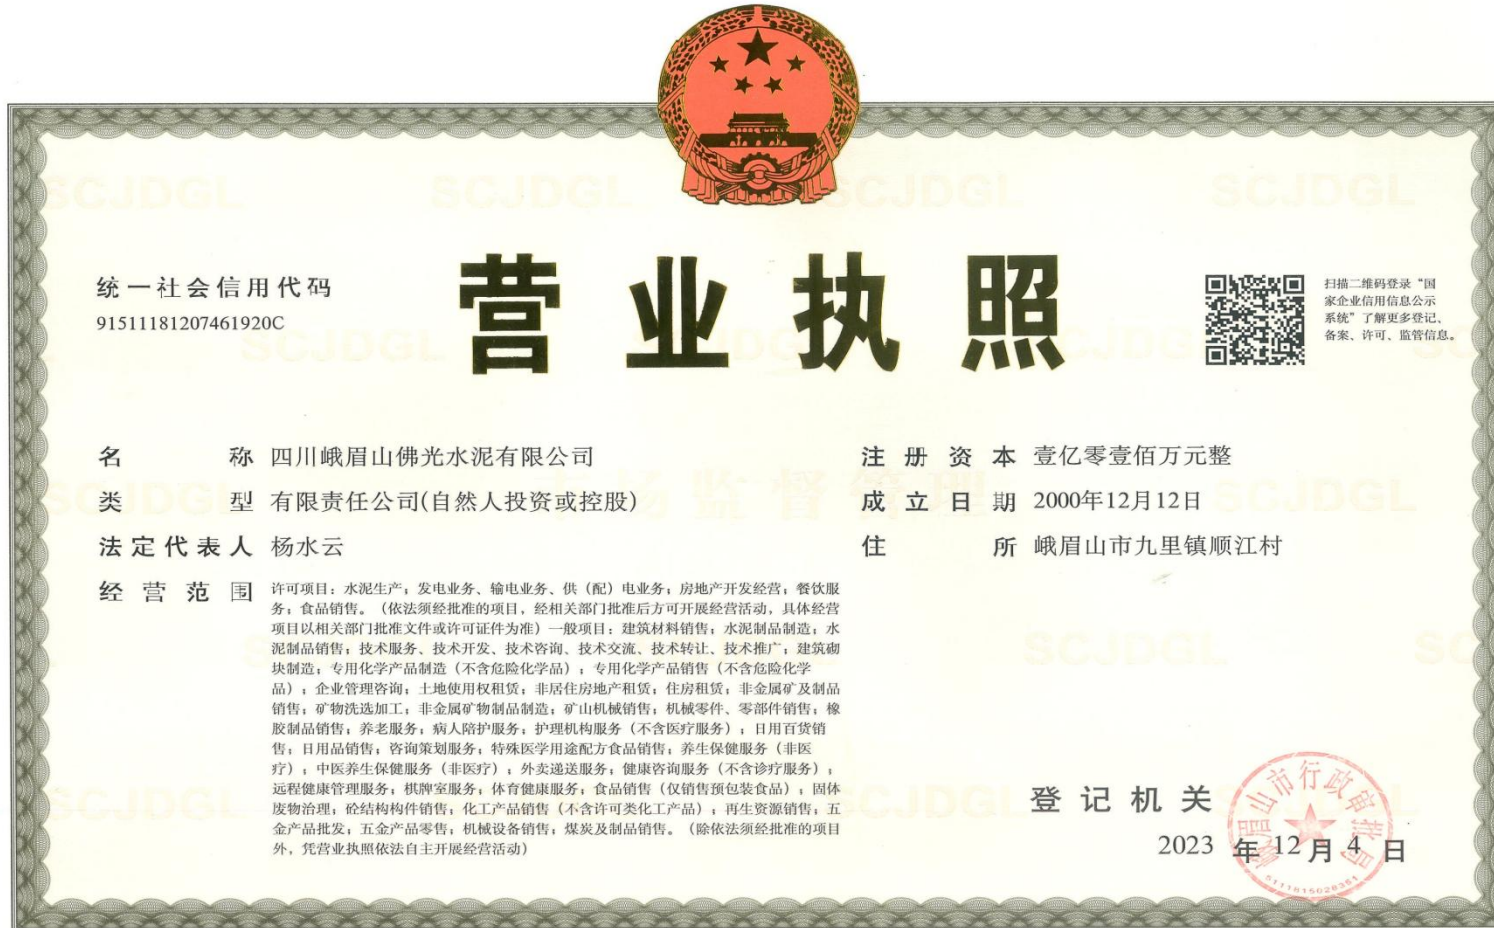 营业执照
统一社会信用代码
91511181207461920C
扫描二维码登录“国
家企业信用信息公示
系统”了解更多登记、
备案、许可、监管信息。
名称 四川峨眉山佛光水泥有限公司
类型 有限责任公司(自然人投资或控股)
法定代表人 杨水云
经营范围 许可项目：水泥生产；发电业务、输电业务、供（配）电业务；房地产开发经营；餐饮服
务；食品销售。（依法须经批准的项目，经相关部门批准后方可开展经营活动，具体经营
项目以相关部门批准文件或许可证件为准）一般项目：建筑材料销售；水泥制品制造；水
泥制品销售；技术服务、技术开发、技术咨询、技术交流、技术转让、技术推广；建筑砌
块制造；专用化学产品制造（不含危险化学品）；专用化学产品销售（不含危险化学
品）；企业管理咨询；土地使用权租赁；非居住房地产租赁；住房租赁；非金属矿及制品
销售；矿物洗选加工；非金属矿物制品制造；矿山机械销售；机械零件、零部件销售；橡
胶制品销售；养老服务；病人陪护服务；护理机构服务（不含医疗服务）；日用百货销
售；日用品销售；咨询策划服务；特殊医学用途配方食品销售；养生保健服务（非医
疗）；中医养生保健服务（非医疗）；外卖递送服务；健康咨询服务（不含诊疗服务）；
远程健康管理服务；棋牌室服务；体育健康服务；食品销售（仅销售预包装食品）；固体
废物治理；砼结构构件销售；化工产品销售（不含许可类化工产品）；再生资源销售；五
金产品批发；五金产品零售；机械设备销售；煤炭及制品销售。（除依法须经批准的项目
外，凭营业执照依法自主开展经营活动）
注册资本 壹亿零壹佰万元整
成立日期 2000年12月12日
住所 峨眉山市九里镇顺江村
登记机关
2023 年 12 月 4 日
峨眉山市行政审批局
5111815028351
市场监督管理
SCJDGL